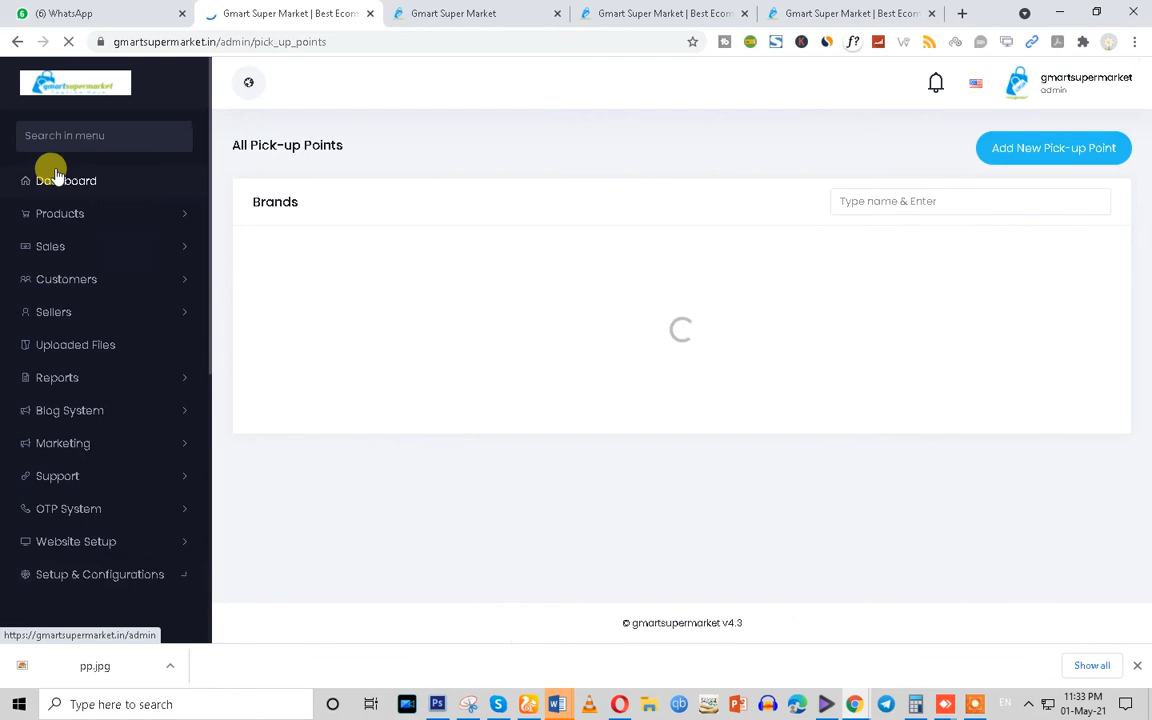 (6) WhatsApp
Gmart Super Market | Best Ecom
Gmart Super Market
Gmart Super Market | Best Ecom
Gmart Super Market | Best Ecom
gmartsupermarket.in/admin/pick_up_points
gmartsupermarket
gmartsupermarket
admin
Search in menu
Dashboard
Products
Sales
Customers
Sellers
Uploaded Files
Reports
Blog System
Marketing
Support
OTP System
Website Setup
Setup & Configurations
All Pick-up Points
Add New Pick-up Point
Brands
Type name & Enter
© gmartsupermarket v4.3
https://gmartsupermarket.in/admin
pp.jpg
Show all
Type here to search
EN
11:33 PM
01-May-21